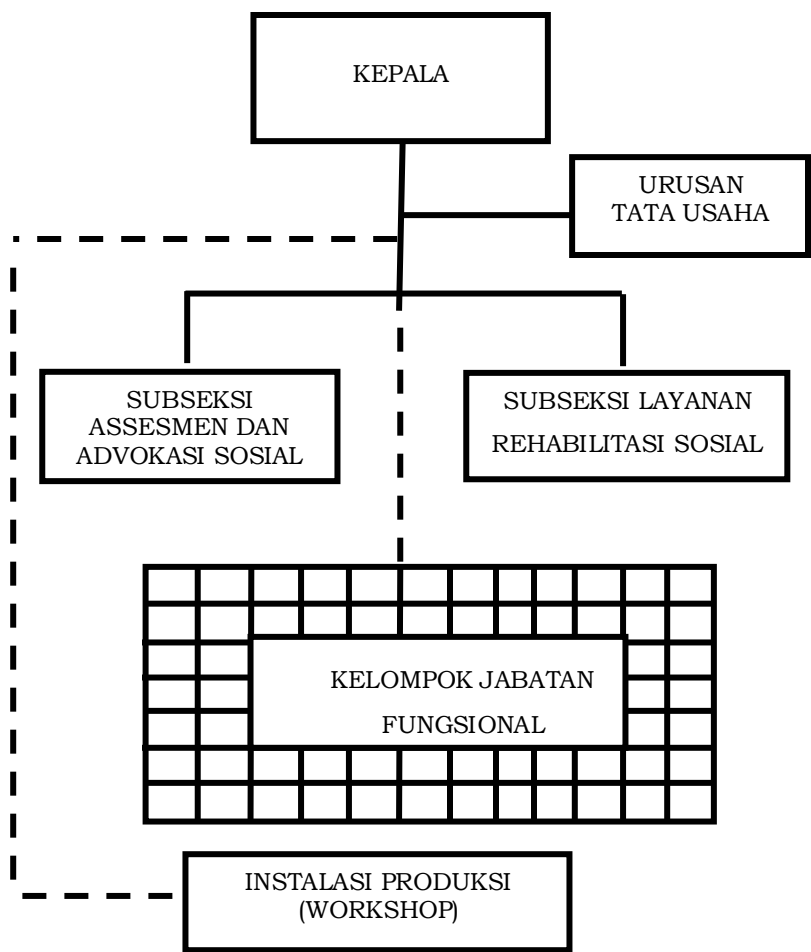 KEPALA
URUSAN
TATA USAHA
SUBSEKSI
ASSESMEN DAN
ADVOKASI SOSIAL
SUBSEKSI LAYANAN
REHABILITASI SOSIAL
KELOMPOK JABATAN
FUNGSIONAL
INSTALASI PRODUKSI
(WORKSHOP)